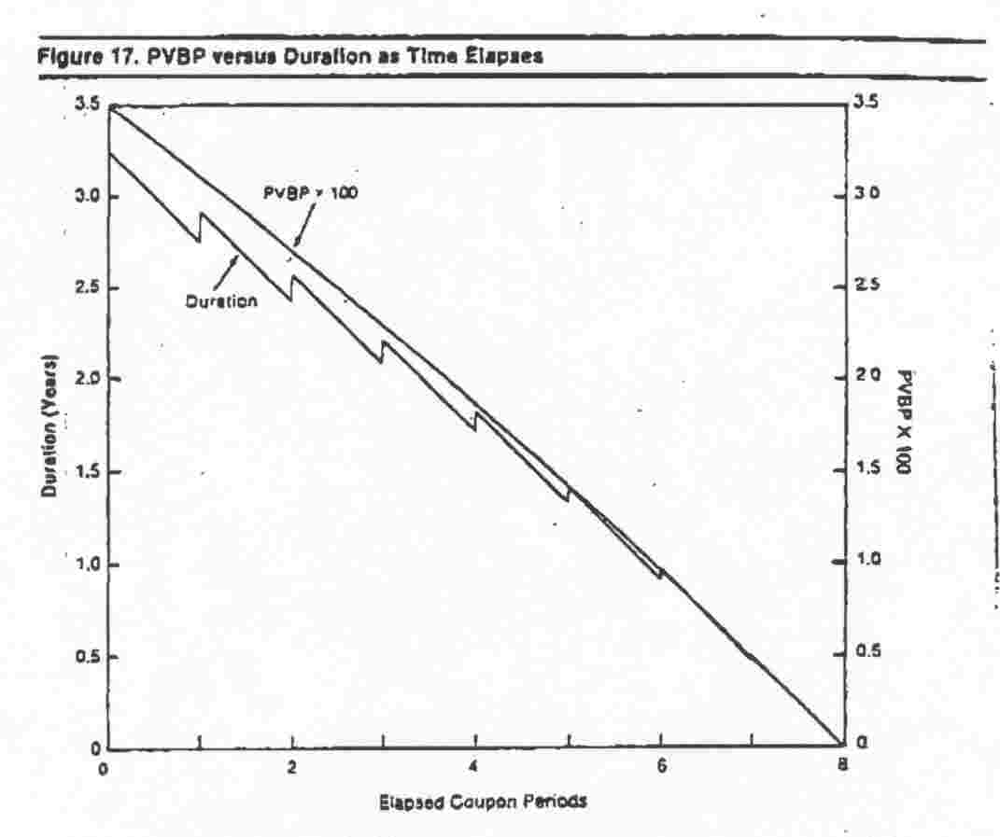 Figure 17. PVBP versus Duration as Time Elapses
3.5 3.5
PVBP × 100
3.0 3.0
Duration
2.5 2.5
2.0 2.0
Duration (Years)
PVBP X 100
1.5 1.5
1.0 1.0
0.5 0.5
0 0
0 2 4 6 8
Elapsed Coupon Periods